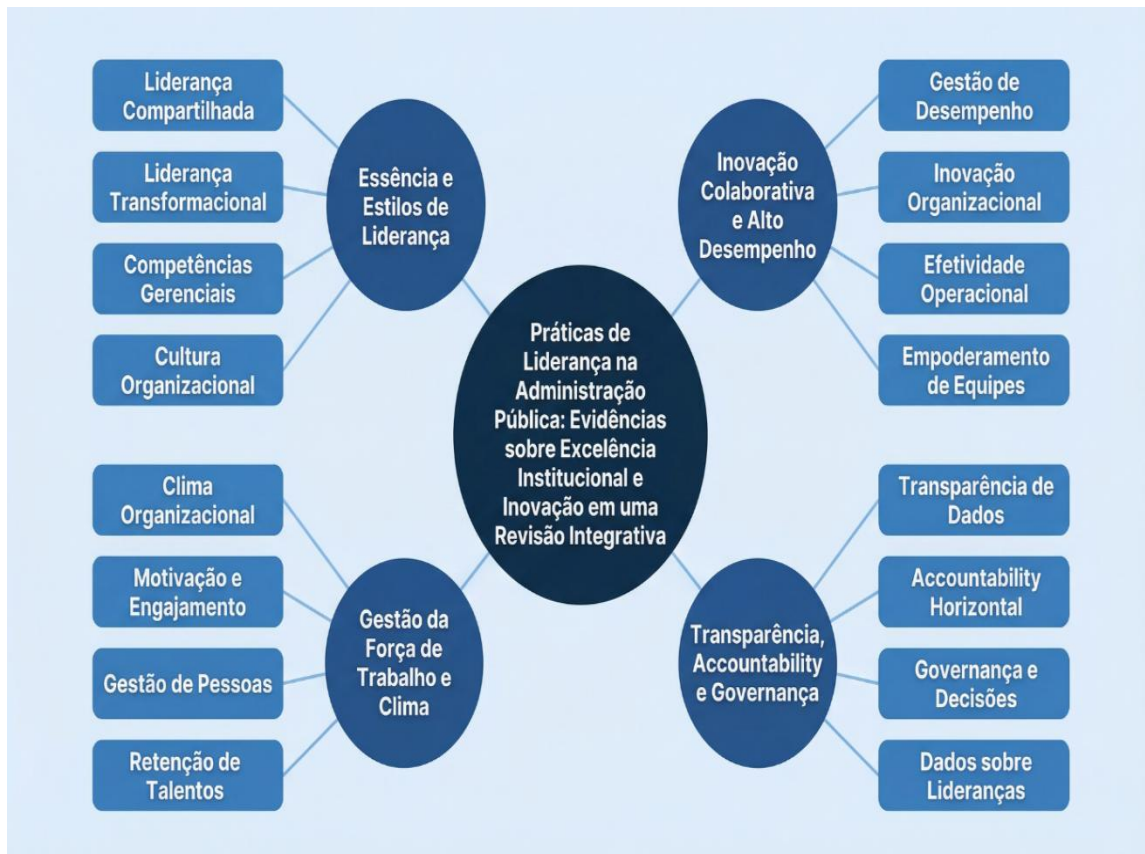 Liderança
Compartilhada
Liderança
Transformacional
Competências
Gerenciais
Cultura
Organizacional
Essência e
Estilos de
Liderança
Inovação
Colaborativa
e Alto
Desempenho
Gestão de
Desempenho
Inovação
Organizacional
Efetividade
Operacional
Empoderamento
de Equipes
Práticas de
Liderança na
Administração
Pública: Evidências
sobre Excelência
Institucional e
Inovação em uma
Revisão Integrativa
Clima
Organizacional
Motivação e
Engajamento
Gestão de Pessoas
Retenção de
Talentos
Gestão da
Força de
Trabalho e
Clima
Transparência,
Accountability
e Governança
Transparência de
Dados
Accountability
Horizontal
Governança e
Decisões
Dados sobre
Lideranças